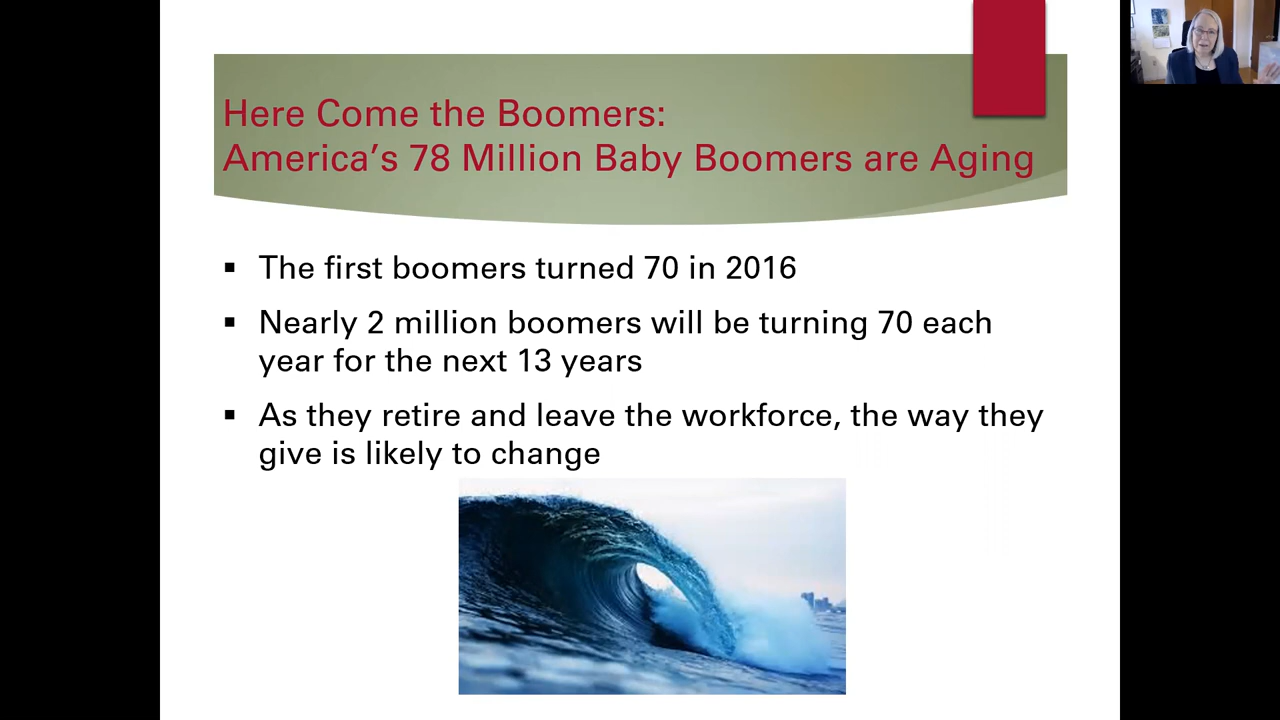 Here Come the Boomers:
America’s 78 Million Baby Boomers are Aging
▪ The first boomers turned 70 in 2016
▪ Nearly 2 million boomers will be turning 70 each
year for the next 13 years
▪ As they retire and leave the workforce, the way they
give is likely to change